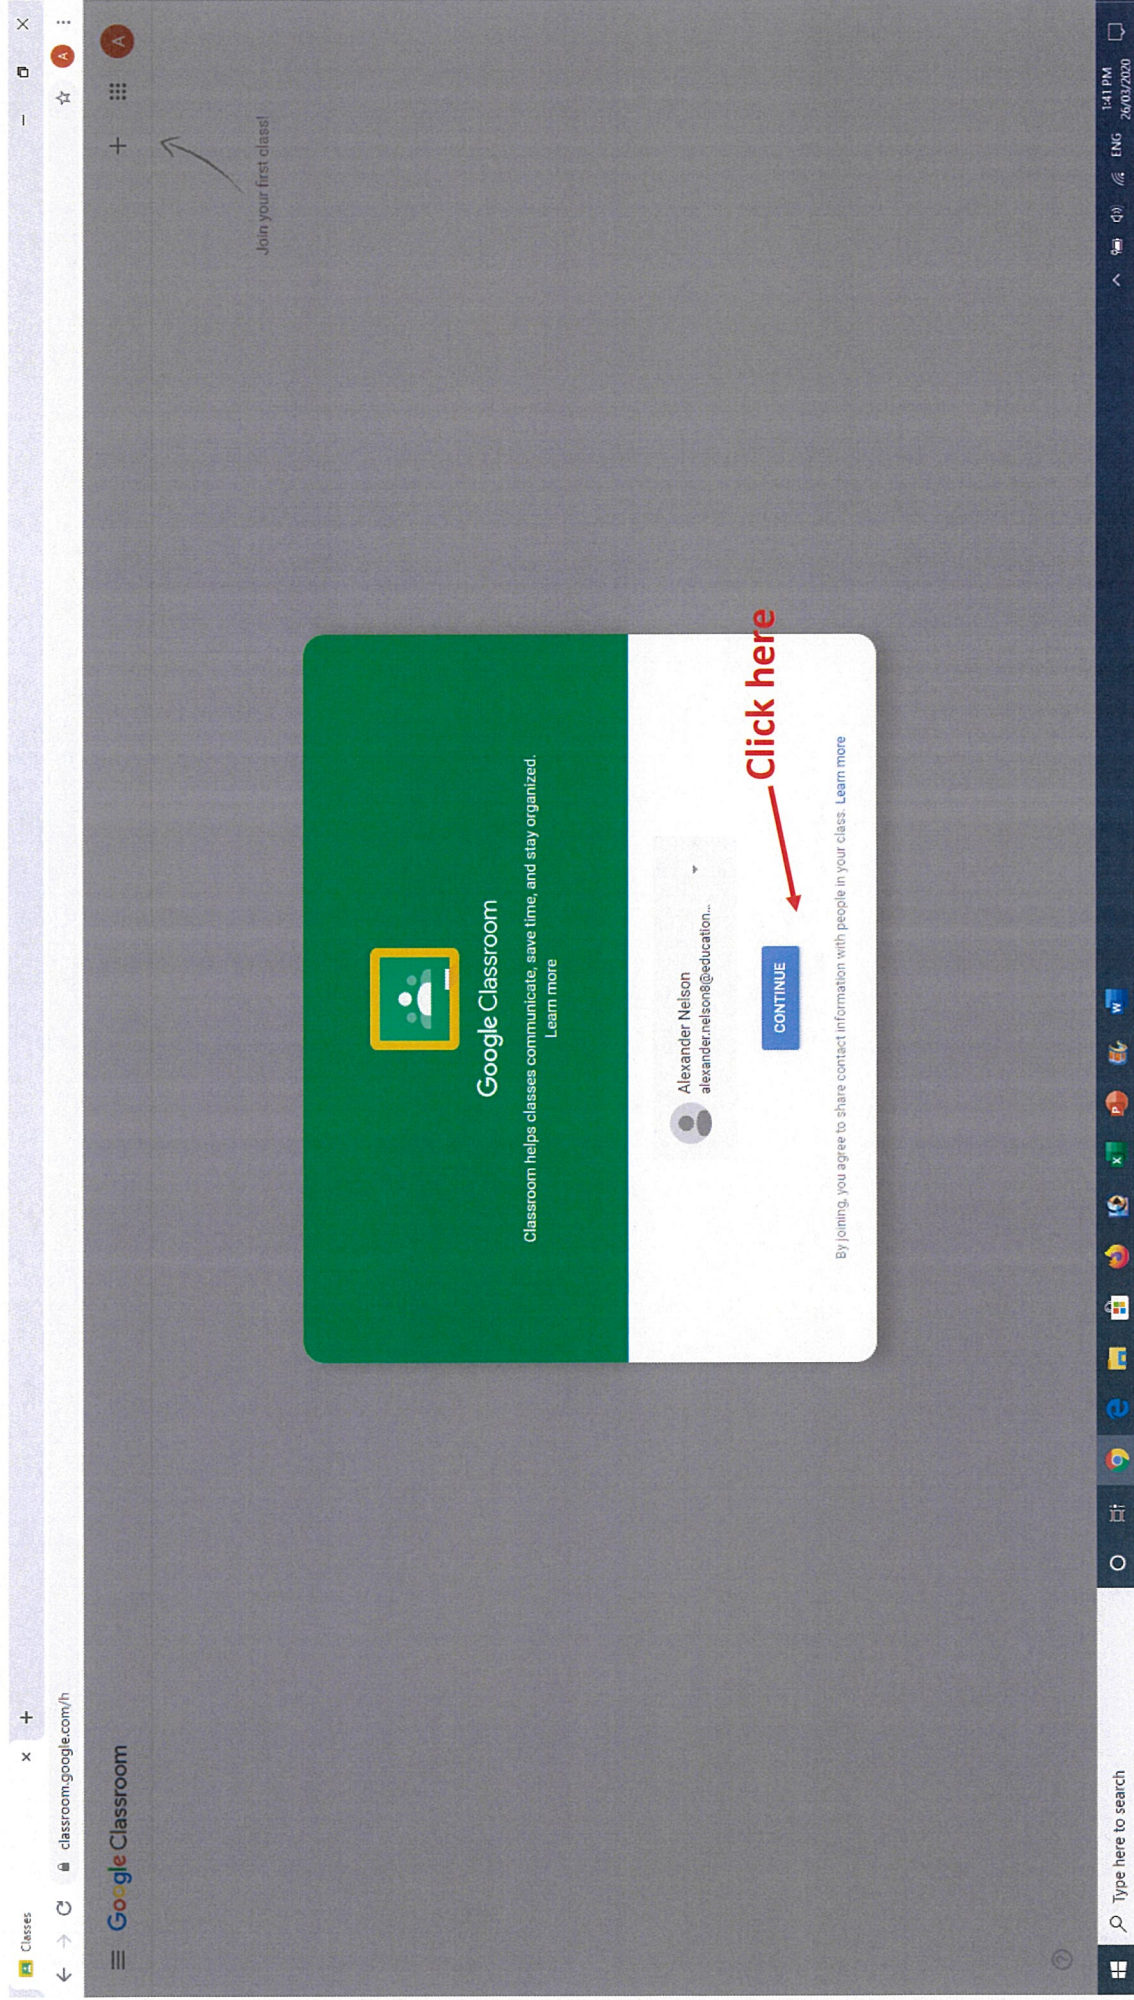 Classes
classroom.google.com/h
A
Google Classroom
A
Join your first class!
Google Classroom
Classroom helps classes communicate, save time, and stay organized.
Learn more
Alexander Nelson
alexander.nelson8@education...
Click here
CONTINUE
By joining, you agree to share contact information with people in your class. Learn more
Type here to search
ENG
1:41 PM
26/03/2020